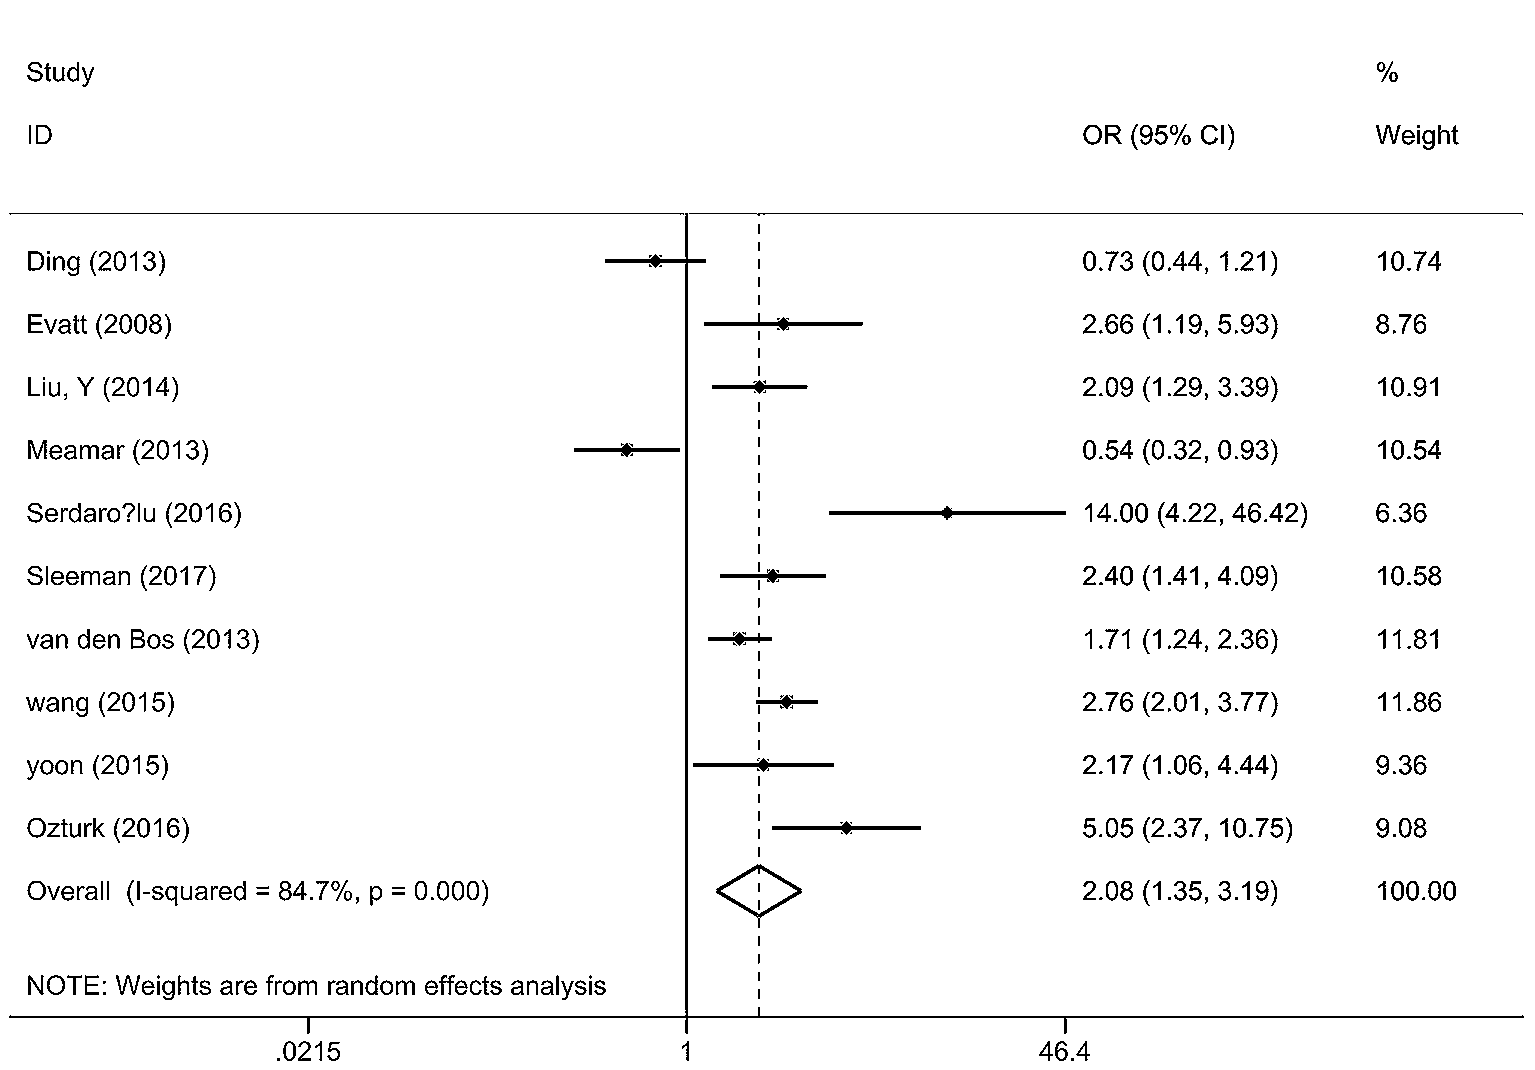 Study %
ID OR (95% CI) Weight
Ding (2013) 0.73 (0.44, 1.21) 10.74
Evatt (2008) 2.66 (1.19, 5.93) 8.76
Liu, Y (2014) 2.09 (1.29, 3.39) 10.91
Meamar (2013) 0.54 (0.32, 0.93) 10.54
Serdaro?lu (2016) 14.00 (4.22, 46.42) 6.36
Sleeman (2017) 2.40 (1.41, 4.09) 10.58
van den Bos (2013) 1.71 (1.24, 2.36) 11.81
wang (2015) 2.76 (2.01, 3.77) 11.86
yoon (2015) 2.17 (1.06, 4.44) 9.36
Ozturk (2016) 5.05 (2.37, 10.75) 9.08
Overall (I-squared = 84.7%, p = 0.000) 2.08 (1.35, 3.19) 100.00
NOTE: Weights are from random effects analysis
.0215 1 46.4